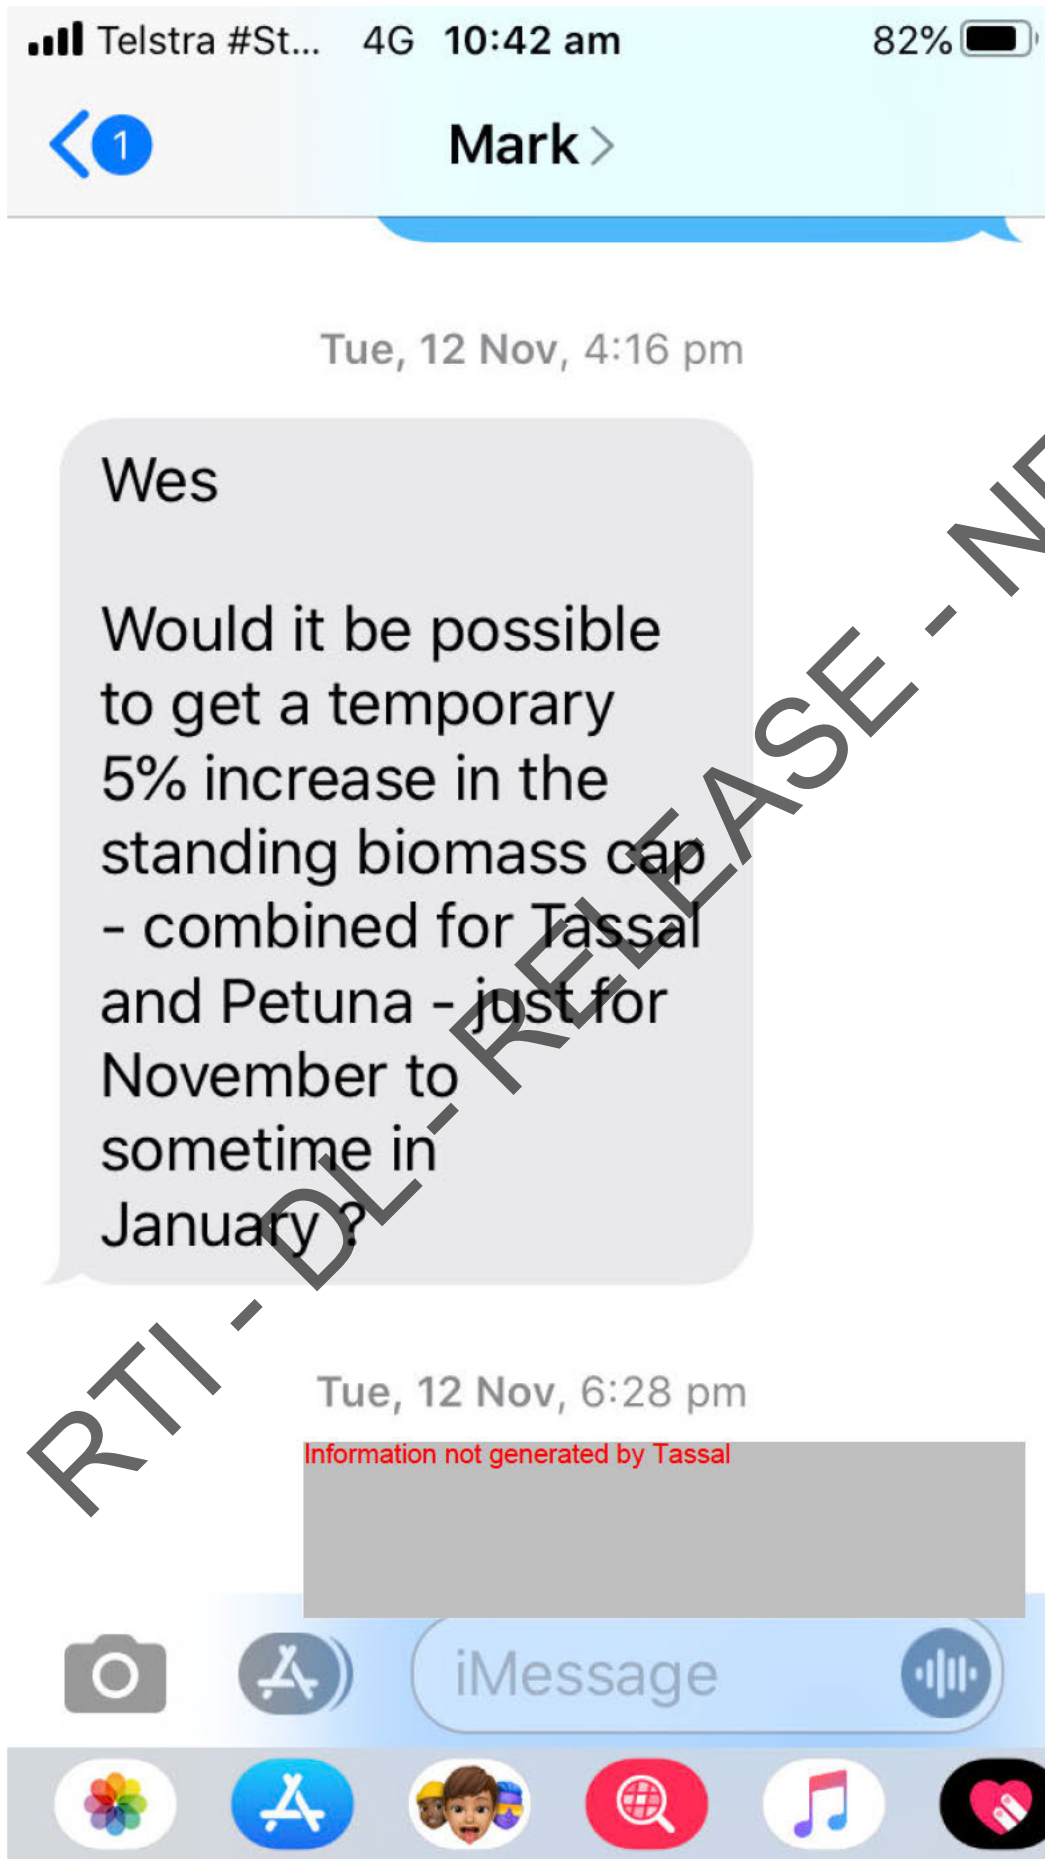 Telstra #St... 4G 10:42 am 82%
1
Mark
Tue, 12 Nov, 4:16 pm
Wes
Would it be possible
to get a temporary
5% increase in the
standing biomass cap
- combined for Tassal
and Petuna - just for
November to
sometime in
January ?
RTI - DL - RELEASE -
Tue, 12 Nov, 6:28 pm
Information not generated by Tassal
iMessage